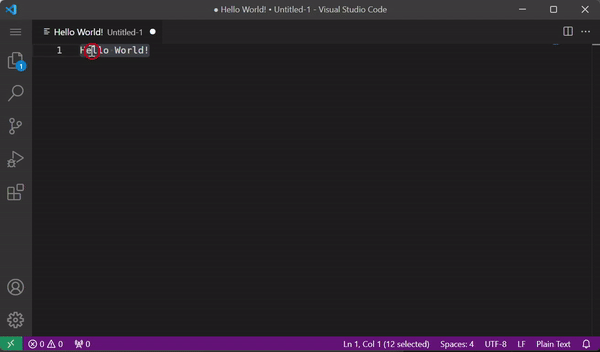 ● Hello World! • Untitled-1 - Visual Studio Code
Hello World! Untitled-1 ●
1 Hello World!
1
0 0 0
Ln 1, Col 1 (12 selected) Spaces: 4 UTF-8 LF Plain Text